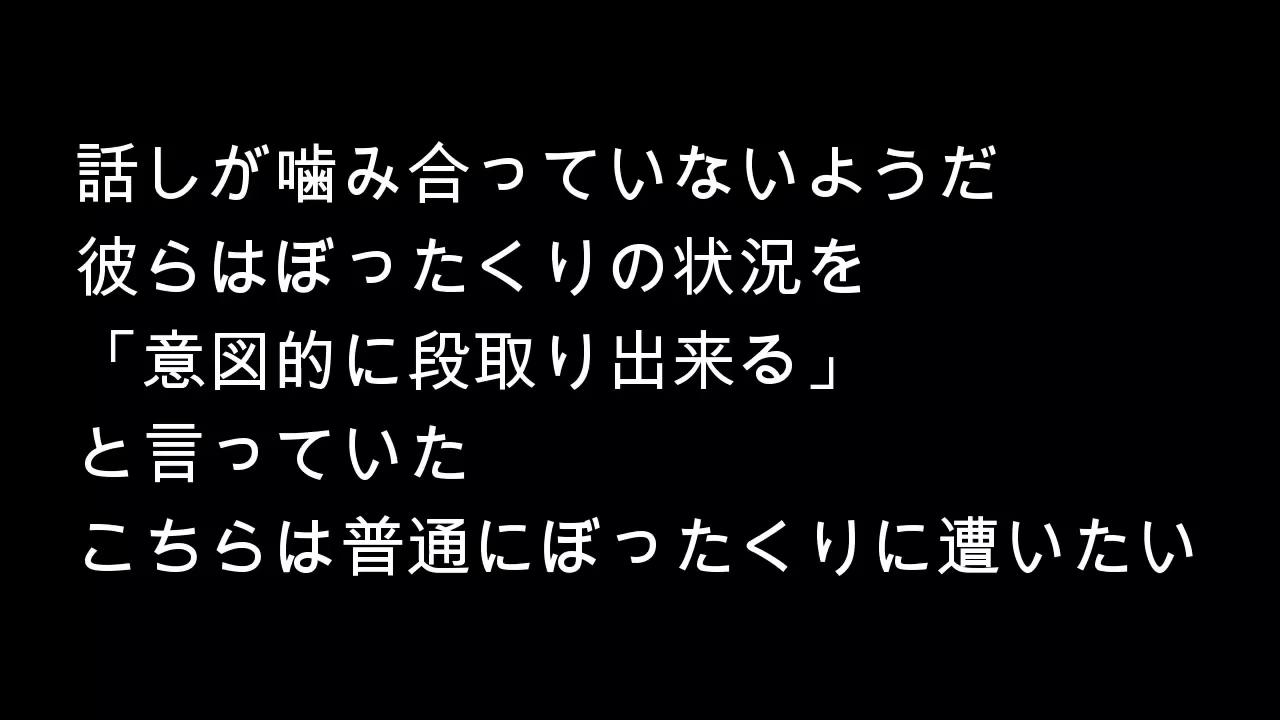 話しが噛み合っていないようだ
彼らはぼったくりの状況を
「意図的に段取り出来る」
と言っていた
こちらは普通にぼったくりに遭いたい